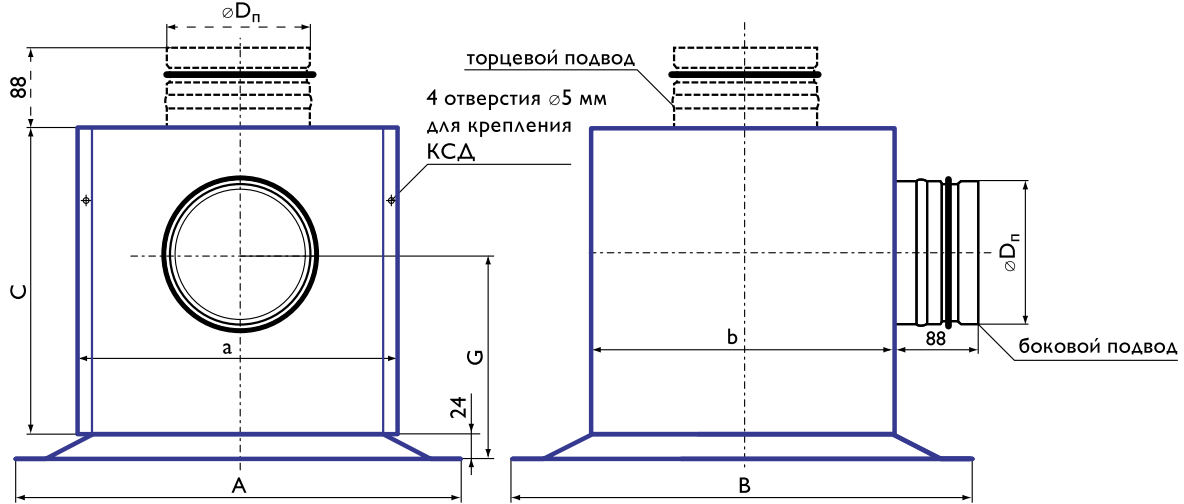 ⌀Dп
88
торцевой подвод
4 отверстия ⌀5 мм
для крепления
КСД
C
a
G
24
A
b
88
⌀Dп
боковой подвод
B